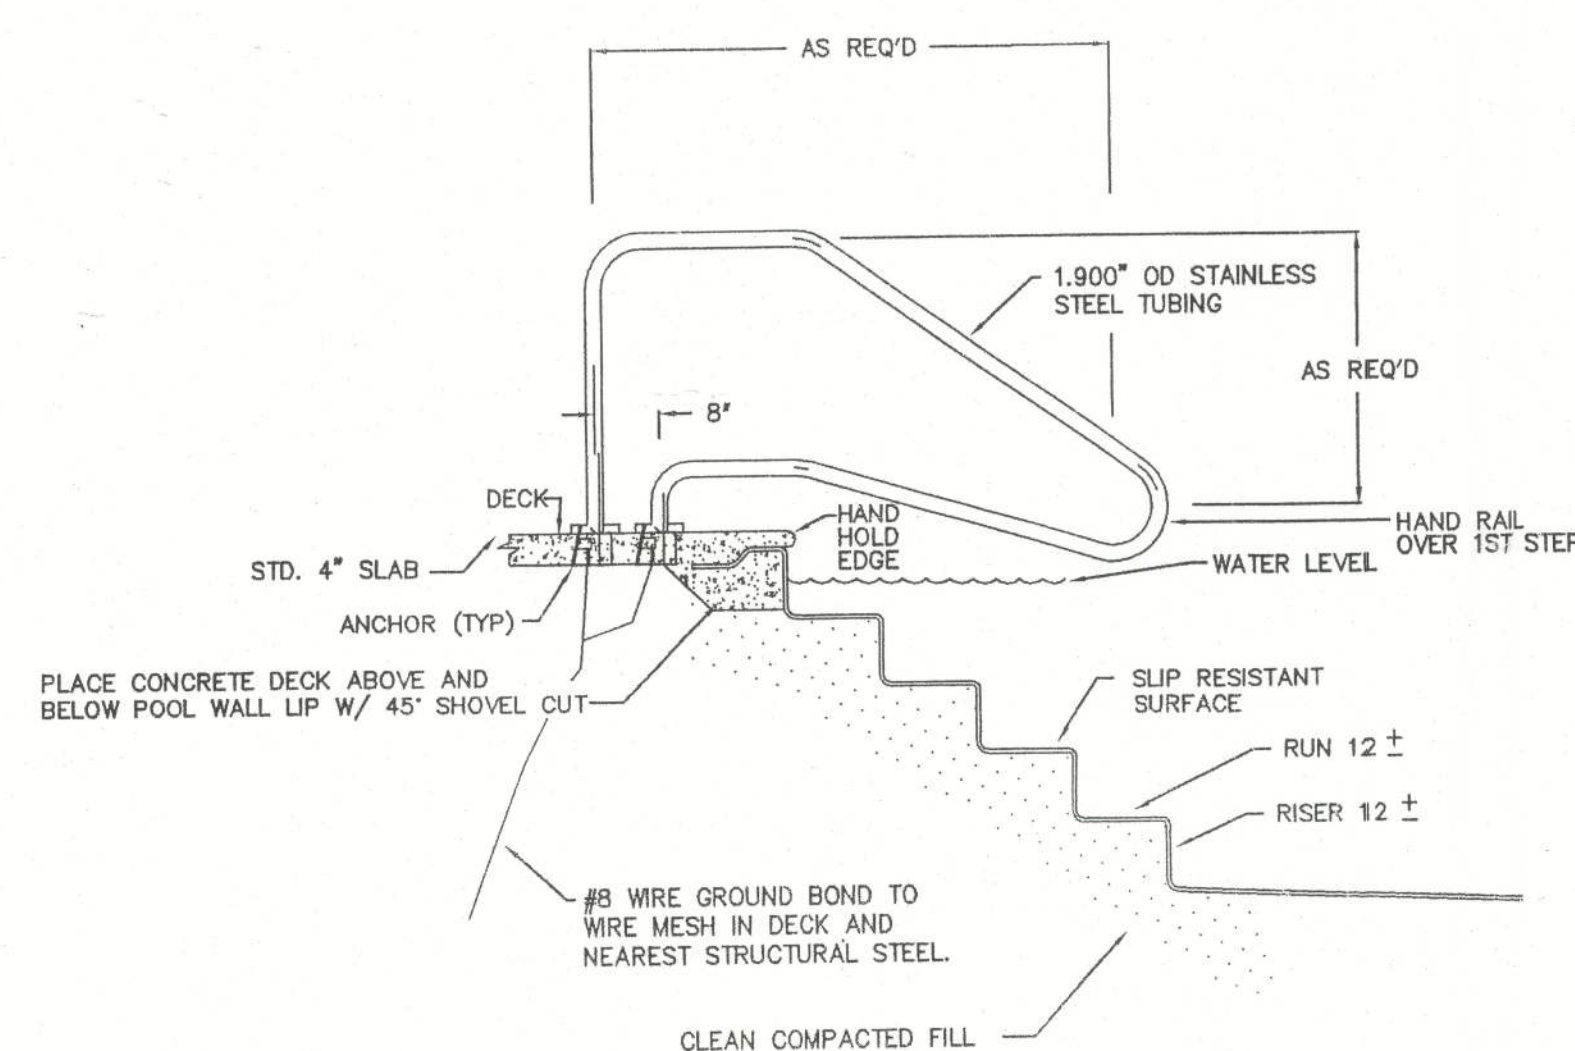 AS REQ'D
1.900" OD STAINLESS
STEEL TUBING
AS REQ'D
8"
DECK
HAND
HOLD
EDGE
HAND RAIL
OVER 1ST STEP
STD. 4" SLAB
WATER LEVEL
ANCHOR (TYP)
PLACE CONCRETE DECK ABOVE AND
BELOW POOL WALL LIP W/ 45° SHOVEL CUT
SLIP RESISTANT
SURFACE
RUN 12 ±
RISER 12 ±
#8 WIRE GROUND BOND TO
WIRE MESH IN DECK AND
NEAREST STRUCTURAL STEEL.
CLEAN COMPACTED FILL